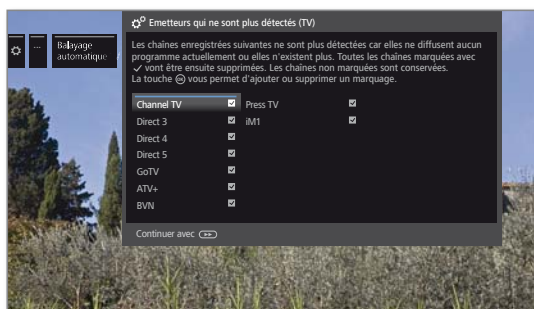 Emetteurs qui ne sont plus détectés (TV)
...
Balayage
automatique
Les chaînes enregistrées suivantes ne sont plus détectées car elles ne diffusent aucun
programme actuellement ou elles n'existent plus. Toutes les chaînes marquées avec
✓ vont être ensuite supprimées. Les chaînes non marquées sont conservées.
La touche OK vous permet d'ajouter ou supprimer un marquage.
Channel TV
Direct 3
Direct 4
Direct 5
GoTV
ATV+
BVN
Press TV
iM1
Continuer avec